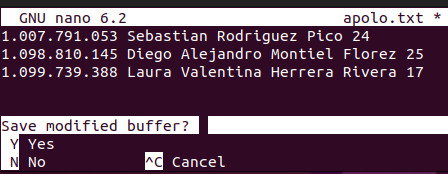 GNU nano 6.2 apolo.txt *
1.007.791.053 Sebastian Rodriguez Pico 24
1.098.810.145 Diego Alejandro Montiel Florez 25
1.099.739.388 Laura Valentina Herrera Rivera 17
Save modified buffer?
Y Yes
N No ^C Cancel